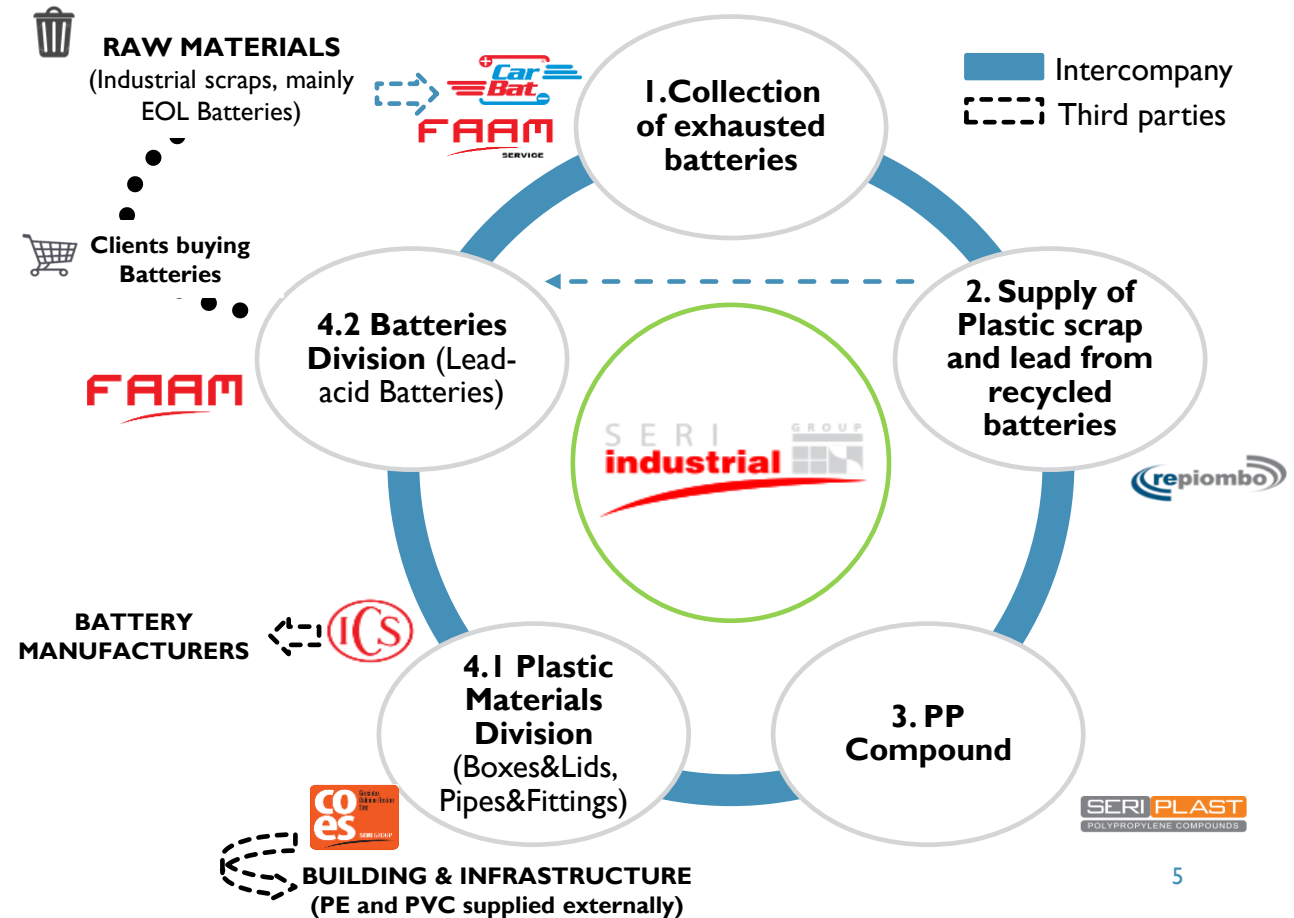 RAW MATERIALS
(Industrial scraps, mainly
EOL Batteries)
Car
Bat
FAAM
SERVICE
1.Collection
of exhausted
batteries
Intercompany
Third parties
Clients buying
Batteries
4.2 Batteries
Division (Lead-
acid Batteries)
FAAM
2. Supply of
Plastic scrap
and lead from
recycled
batteries
SERI
GROUP
industrial
repiombo
BATTERY
MANUFACTURERS
ICS
4.1 Plastic
Materials
Division
(Boxes&Lids,
Pipes&Fittings)
3. PP
Compound
co
es
SERI GROUP
SERI PLAST
POLYPROPYLENE COMPOUNDS
BUILDING & INFRASTRUCTURE
(PE and PVC supplied externally)
5